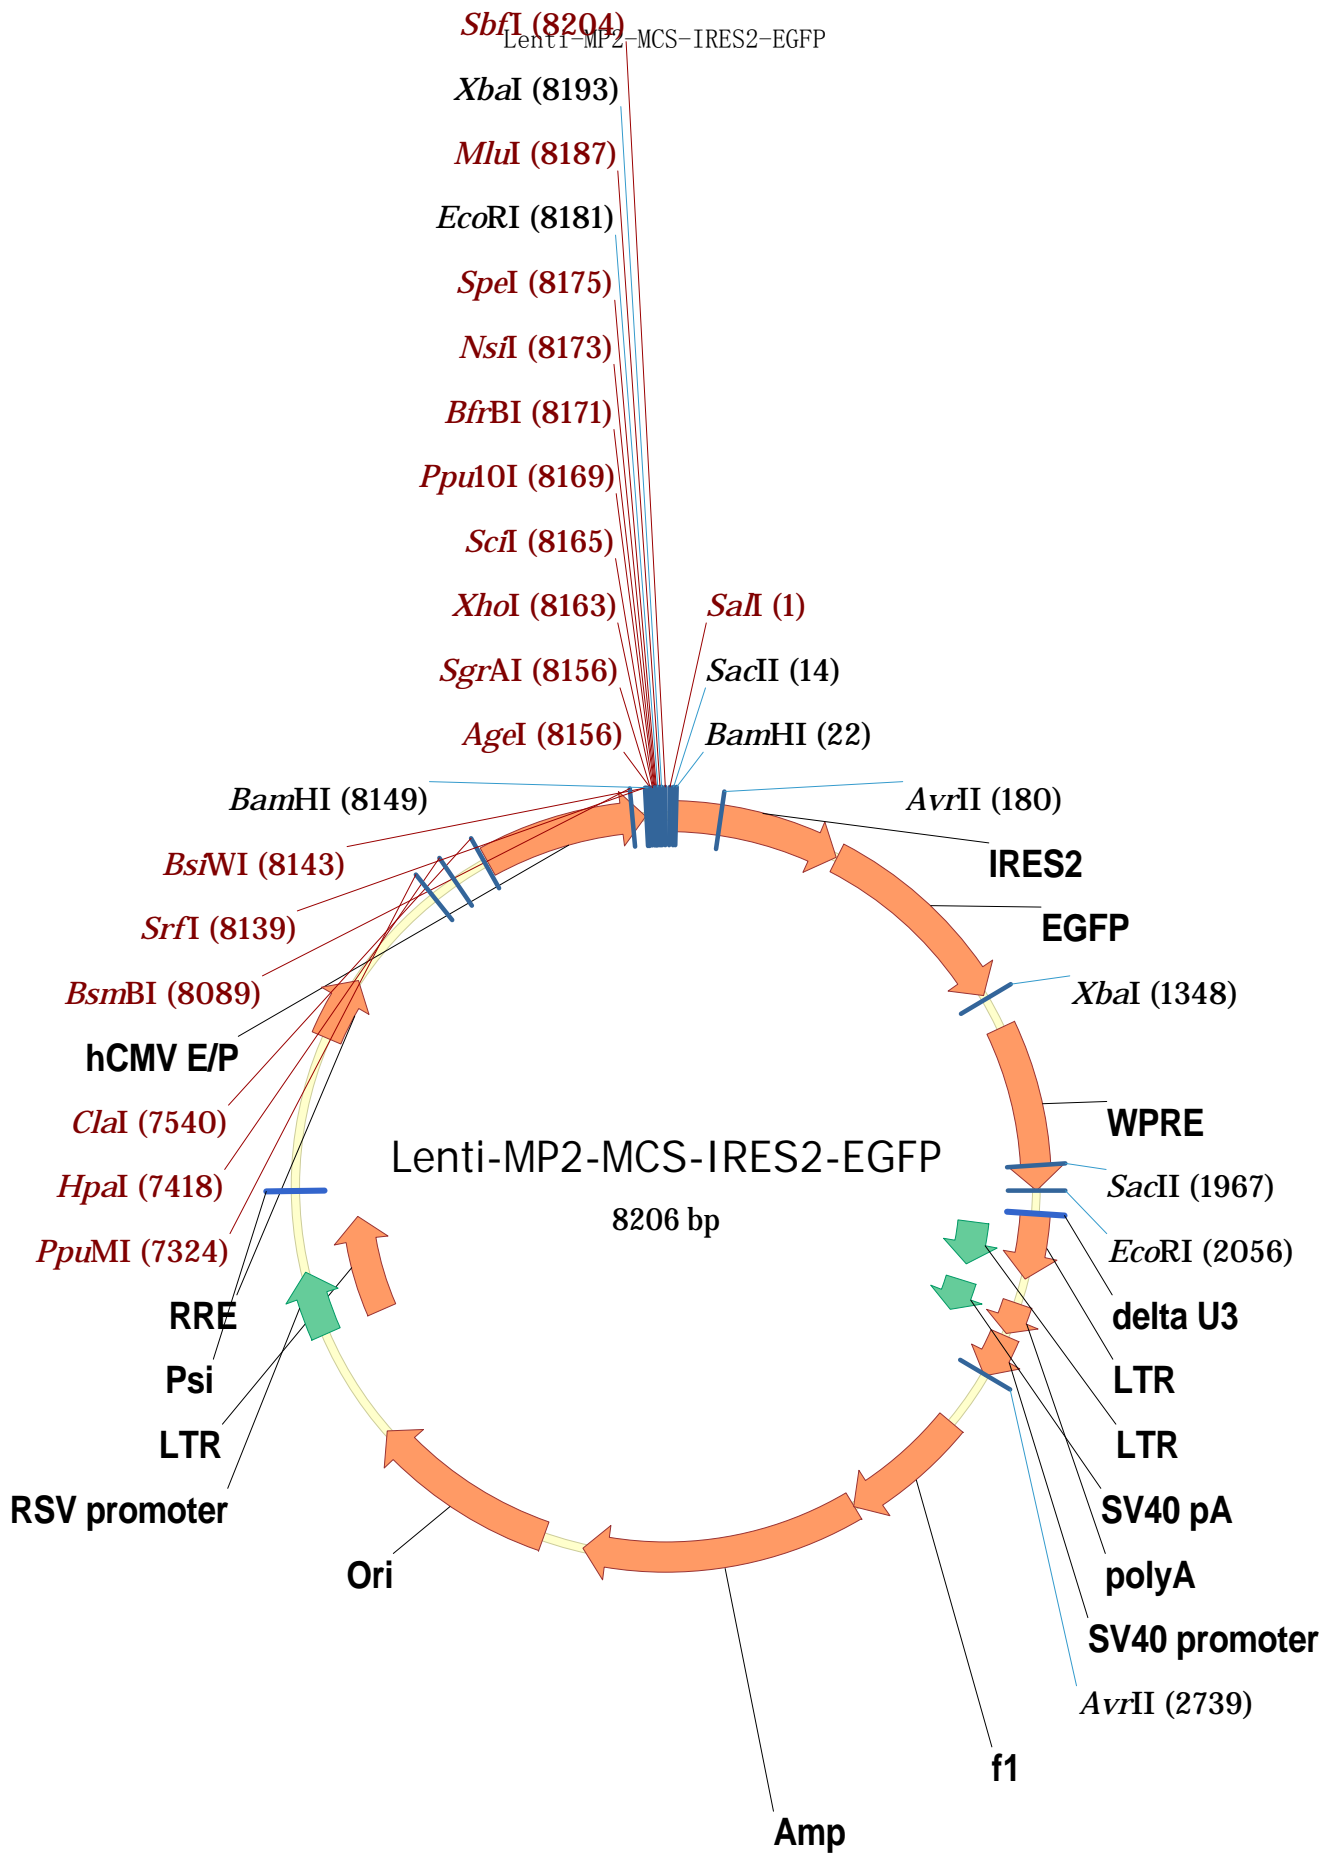 SbfI (8204)
Lenti-MP2-MCS-IRES2-EGFP
XbaI (8193)
MluI (8187)
EcoRI (8181)
SpeI (8175)
NsiI (8173)
BfrBI (8171)
Ppu10I (8169)
SciI (8165)
XhoI (8163)
SalI (1)
SgrAI (8156)
SacII (14)
AgeI (8156)
BamHI (22)
BamHI (8149)
AvrII (180)
BsiWI (8143)
IRES2
SrfI (8139)
EGFP
BsmBI (8089)
XbaI (1348)
hCMV E/P
ClaI (7540)
WPRE
Lenti-MP2-MCS-IRES2-EGFP
HpaI (7418)
SacII (1967)
8206 bp
PpuMI (7324)
EcoRI (2056)
RRE
delta U3
Psi
LTR
LTR
LTR
RSV promoter
SV40 pA
Ori
polyA
SV40 promoter
AvrII (2739)
f1
Amp